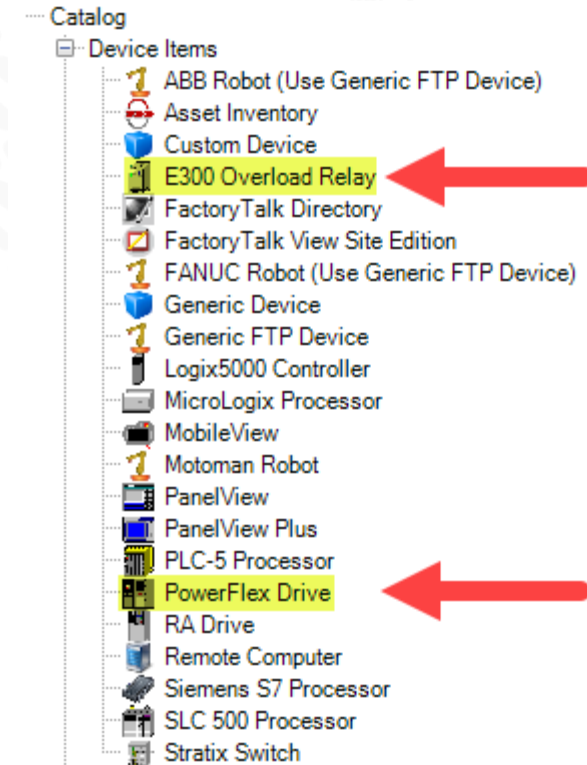 Catalog
Device Items
ABB Robot (Use Generic FTP Device)
Asset Inventory
Custom Device
E300 Overload Relay
FactoryTalk Directory
FactoryTalk View Site Edition
FANUC Robot (Use Generic FTP Device)
Generic Device
Generic FTP Device
Logix5000 Controller
MicroLogix Processor
MobileView
Motoman Robot
PanelView
PanelView Plus
PLC-5 Processor
PowerFlex Drive
RA Drive
Remote Computer
Siemens S7 Processor
SLC 500 Processor
Stratix Switch